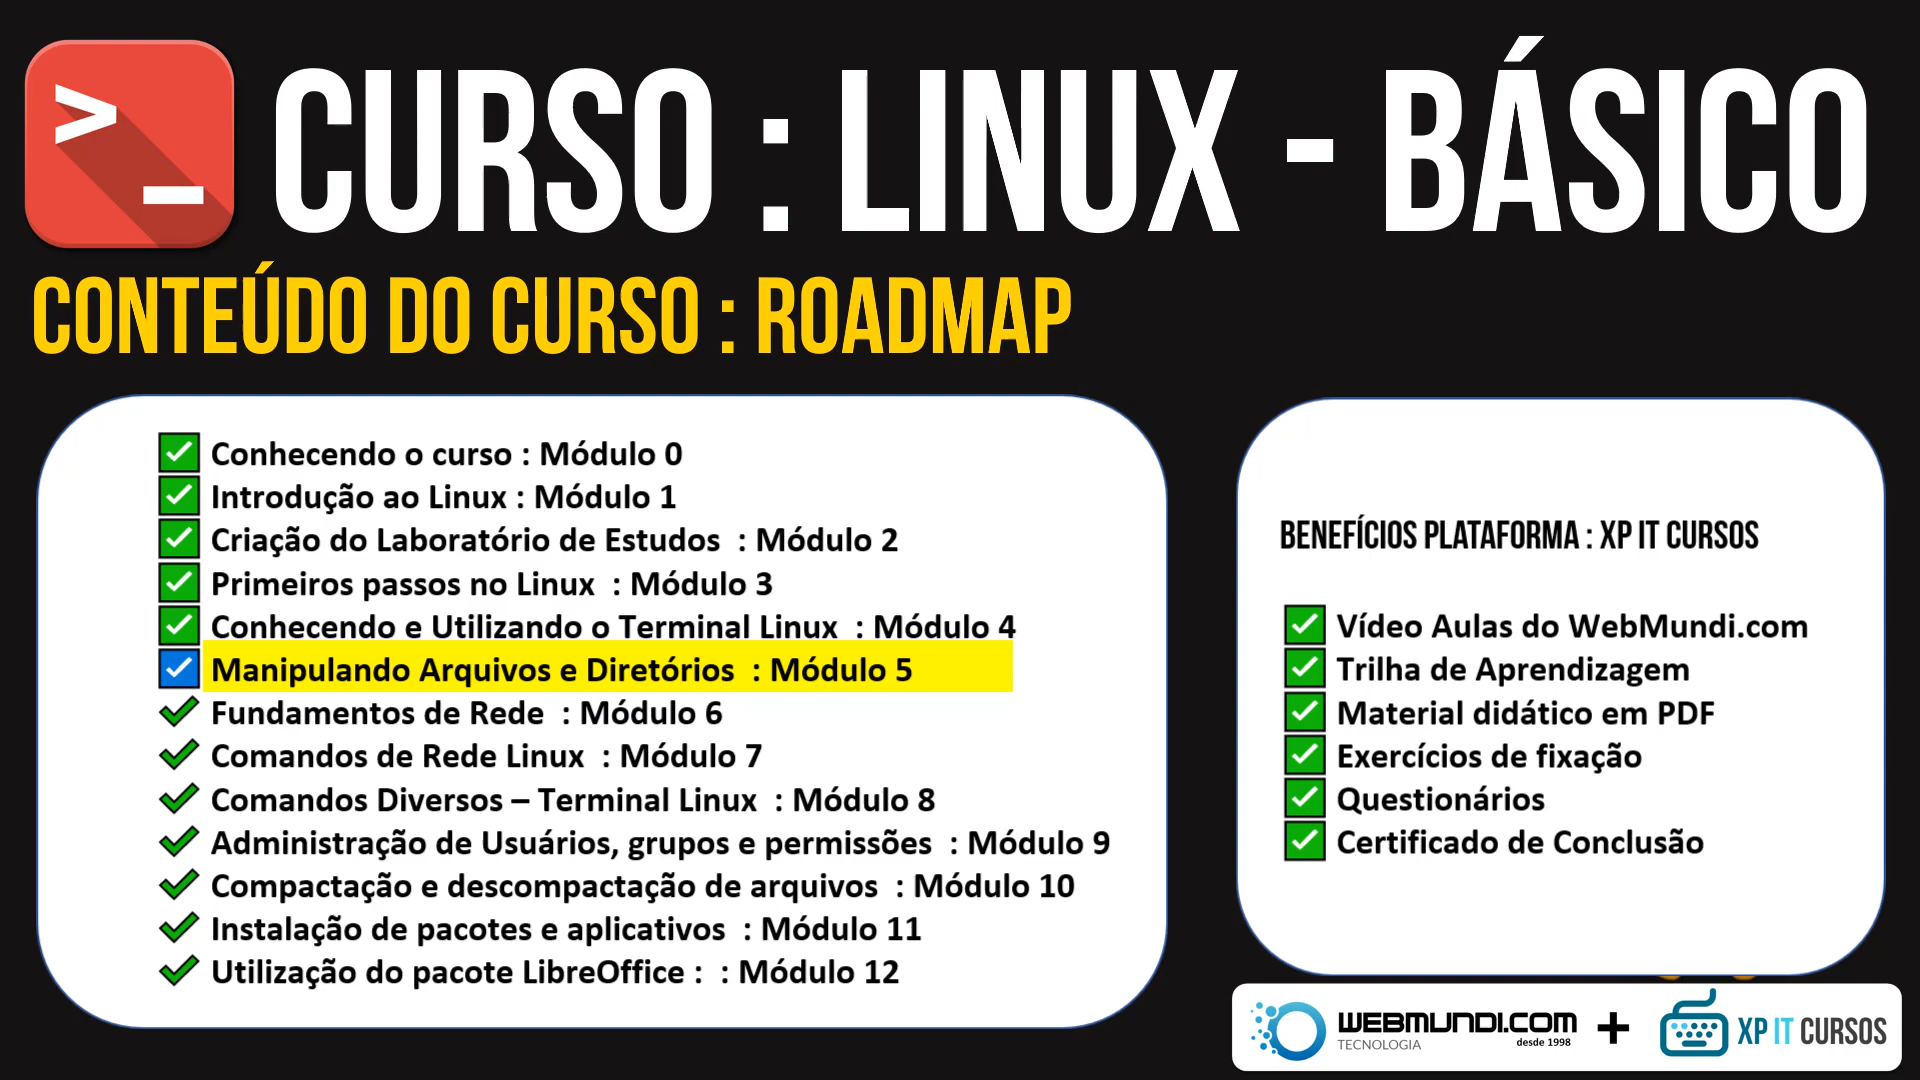 >_
CURSO : LINUX - BÁSICO
CONTEÚDO DO CURSO : ROADMAP
Conhecendo o curso : Módulo 0
Introdução ao Linux : Módulo 1
Criação do Laboratório de Estudos : Módulo 2
Primeiros passos no Linux : Módulo 3
Conhecendo e Utilizando o Terminal Linux : Módulo 4
Manipulando Arquivos e Diretórios : Módulo 5
Fundamentos de Rede : Módulo 6
Comandos de Rede Linux : Módulo 7
Comandos Diversos – Terminal Linux : Módulo 8
Administração de Usuários, grupos e permissões : Módulo 9
Compactação e descompactação de arquivos : Módulo 10
Instalação de pacotes e aplicativos : Módulo 11
Utilização do pacote LibreOffice : : Módulo 12
BENEFÍCIOS PLATAFORMA : XP IT CURSOS
Vídeo Aulas do WebMundi.com
Trilha de Aprendizagem
Material didático em PDF
Exercícios de fixação
Questionários
Certificado de Conclusão
WEBMUNDI.COM
TECNOLOGIA desde 1998
+
XP IT CURSOS